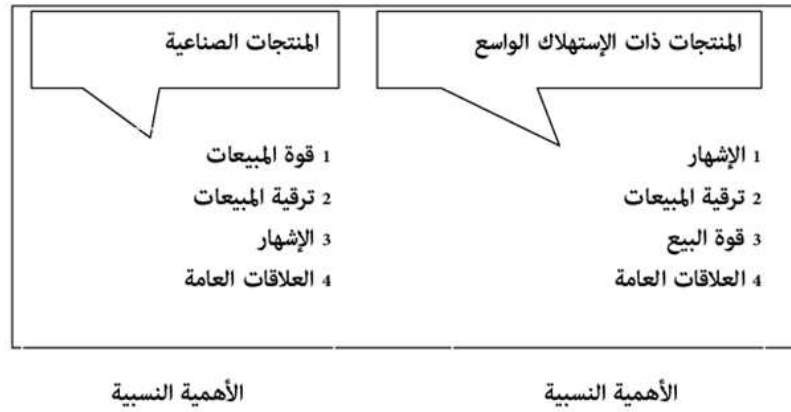 المنتجات ذات الإستهلاك الواسع
1 الإشهار
2 ترقية المبيعات
3 قوة البيع
4 العلاقات العامة
الأهمية النسبية
المنتجات الصناعية
1 قوة المبيعات
2 ترقية المبيعات
3 الإشهار
4 العلاقات العامة
الأهمية النسبية